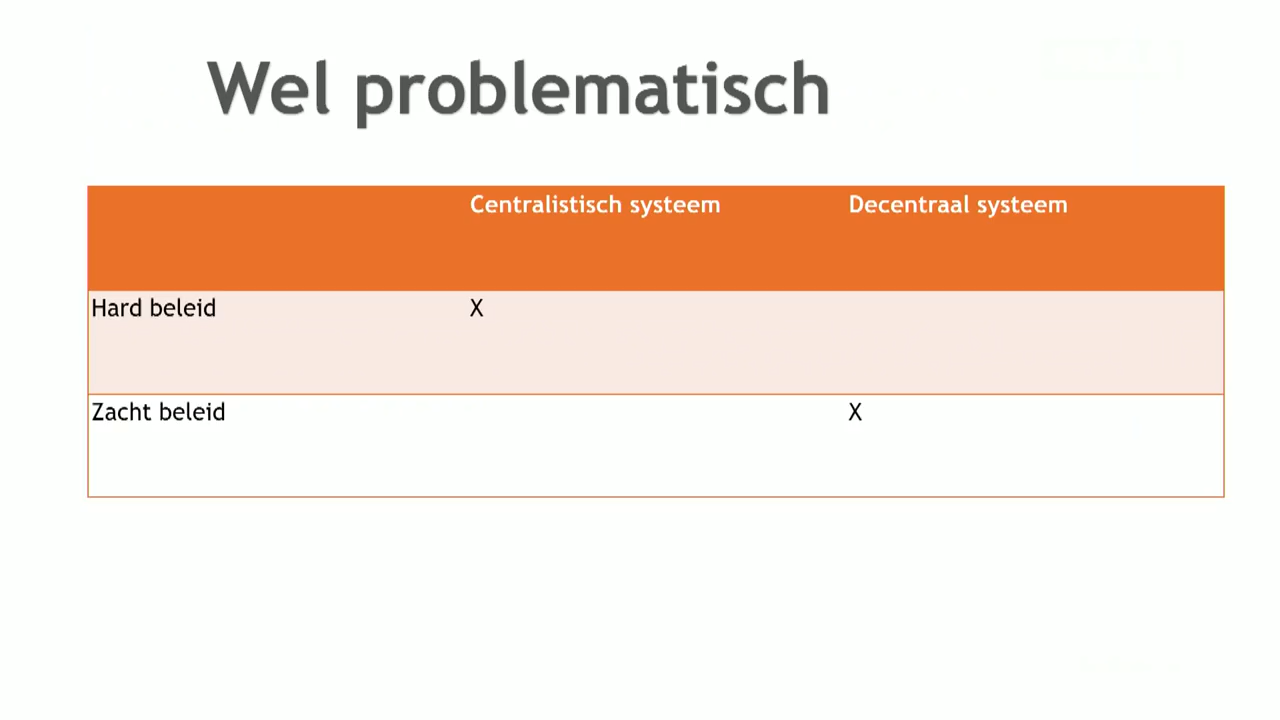 Wel problematisch
Centralistisch systeem Decentraal systeem
Hard beleid X
Zacht beleid X